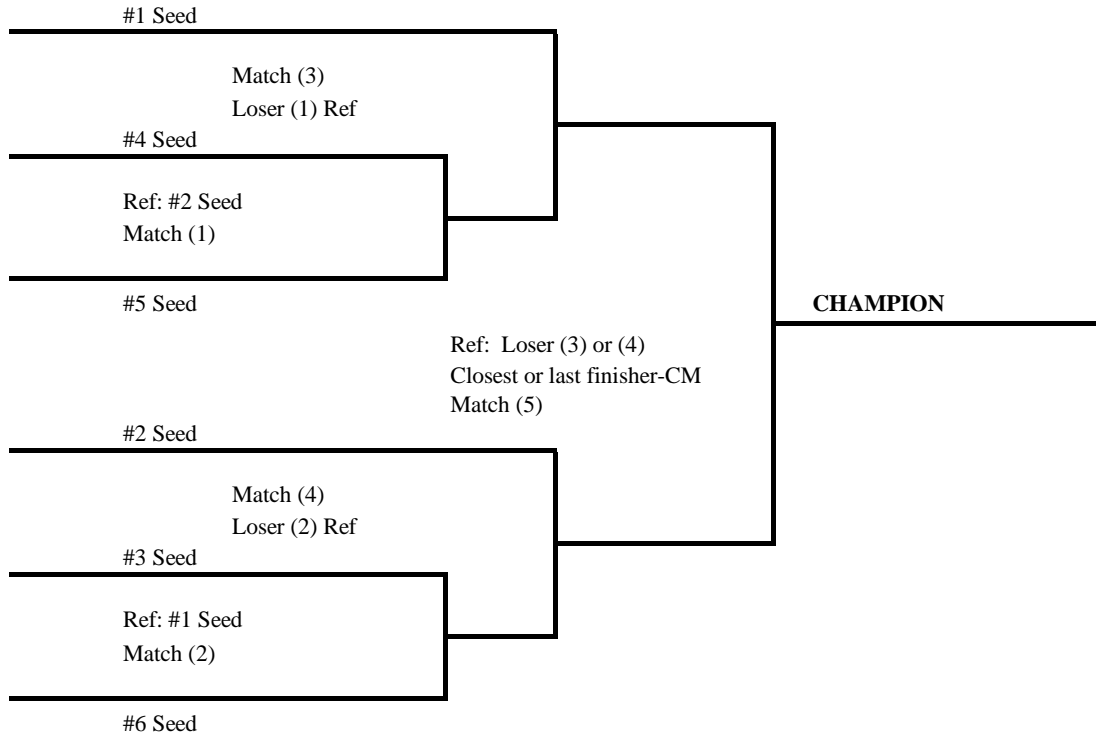 #1 Seed
Match (3)
Loser (1) Ref
#4 Seed
Ref: #2 Seed
Match (1)
#5 Seed
CHAMPION
Ref:  Loser (3) or (4)
Closest or last finisher-CM
Match (5)
#2 Seed
Match (4)
Loser (2) Ref
#3 Seed
Ref: #1 Seed
Match (2)
#6 Seed